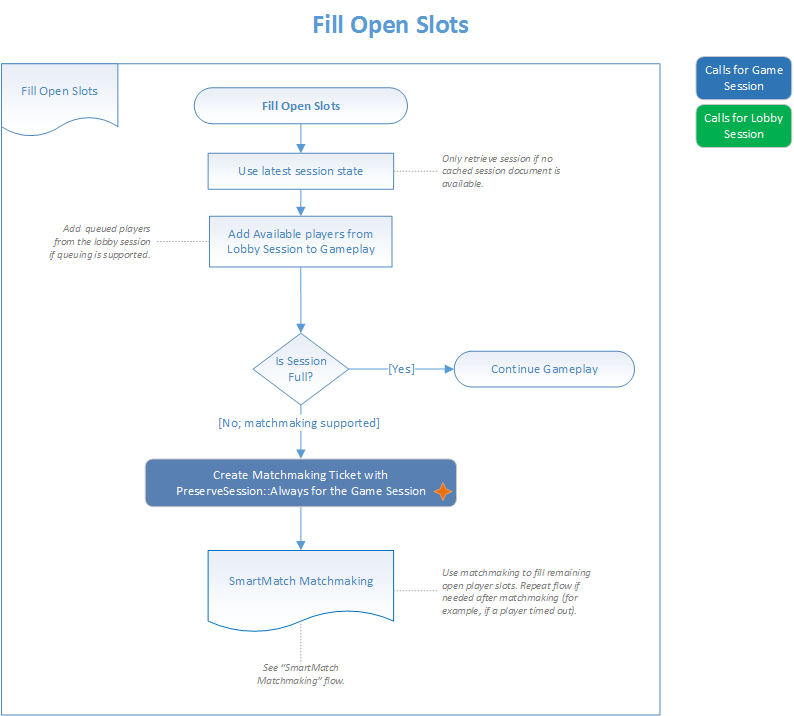 Fill Open Slots
Fill Open Slots
Calls for Game
Session
Calls for Lobby
Session
Fill Open Slots
Use latest session state
Only retrieve session if no
cached session document is
available.
Add queued players
from the lobby session
if queuing is supported.
Add Available players from
Lobby Session to Gameplay
Is Session
Full?
[Yes]
Continue Gameplay
[No; matchmaking supported]
Create Matchmaking Ticket with
PreserveSession::Always for the Game Session
SmartMatch Matchmaking
Use matchmaking to fill remaining
open player slots. Repeat flow if
needed after matchmaking (for
example, if a player timed out).
See “SmartMatch
Matchmaking” flow.